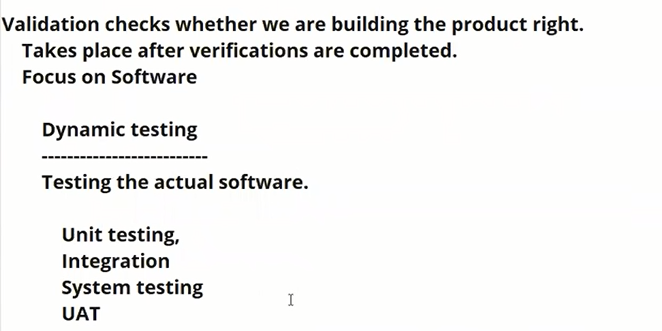 Validation checks whether we are building the product right.
Takes place after verifications are completed.
Focus on Software
Dynamic testing
--------------------------
Testing the actual software.
Unit testing,
Integration
System testing
UAT